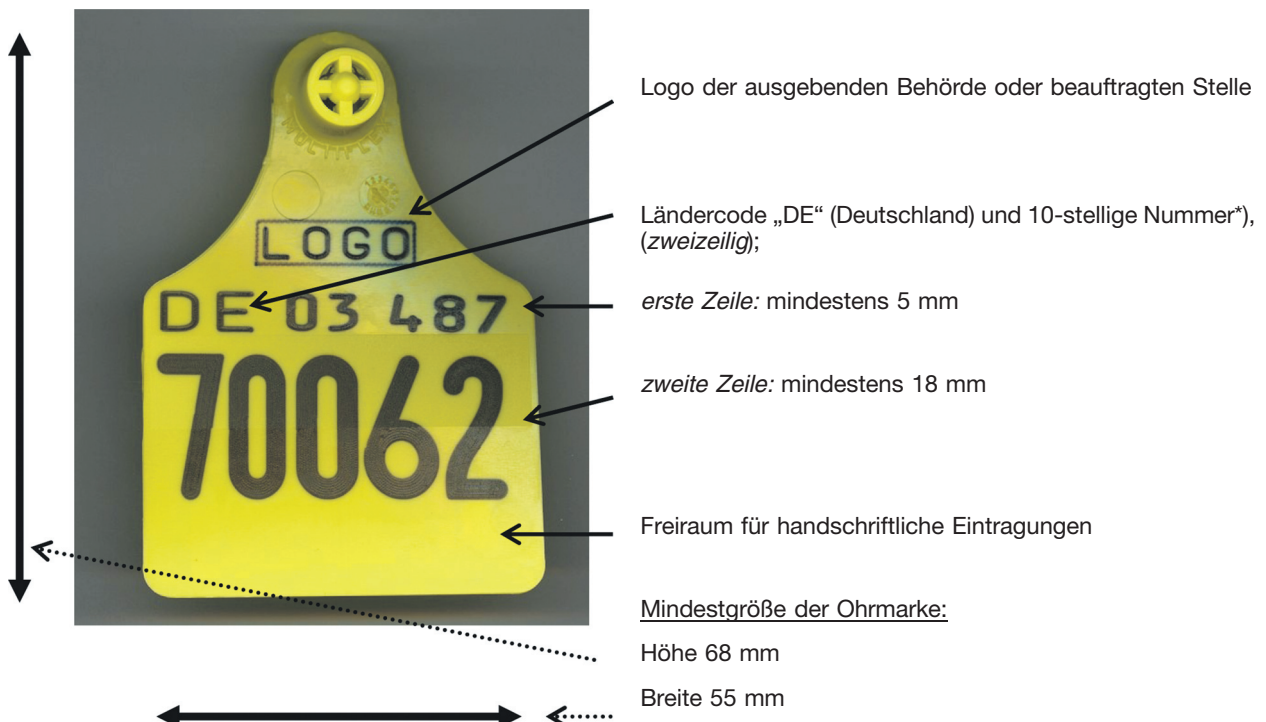 Logo der ausgebenden Behörde oder beauftragten Stelle
Ländercode „DE“ (Deutschland) und 10-stellige Nummer*),
(zweizeilig);
LOGO
DE 03 487
erste Zeile: mindestens 5 mm
70062
zweite Zeile: mindestens 18 mm
Freiraum für handschriftliche Eintragungen
Mindestgröße der Ohrmarke:
Höhe 68 mm
Breite 55 mm